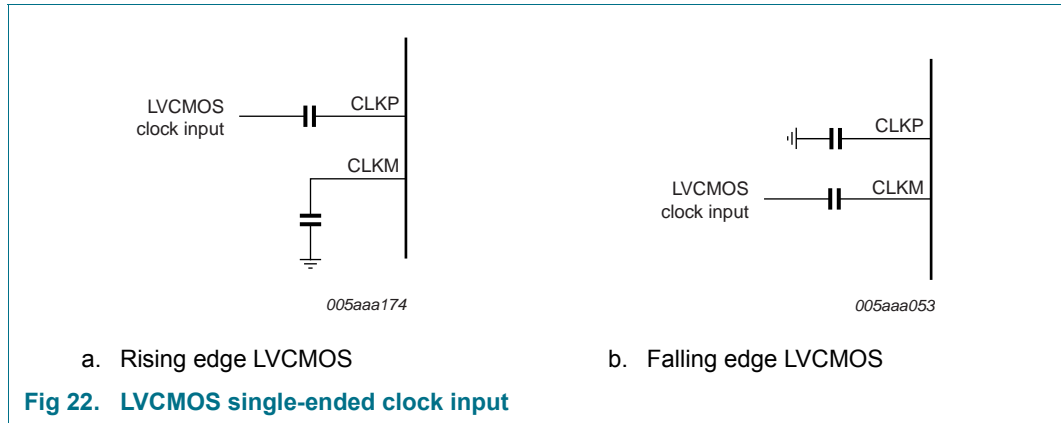 LVCMOS
clock input
CLKP
CLKM
005aaa174
a. Rising edge LVCMOS
CLKP
LVCMOS
clock input
CLKM
005aaa053
b. Falling edge LVCMOS
Fig 22. LVCMOS single-ended clock input